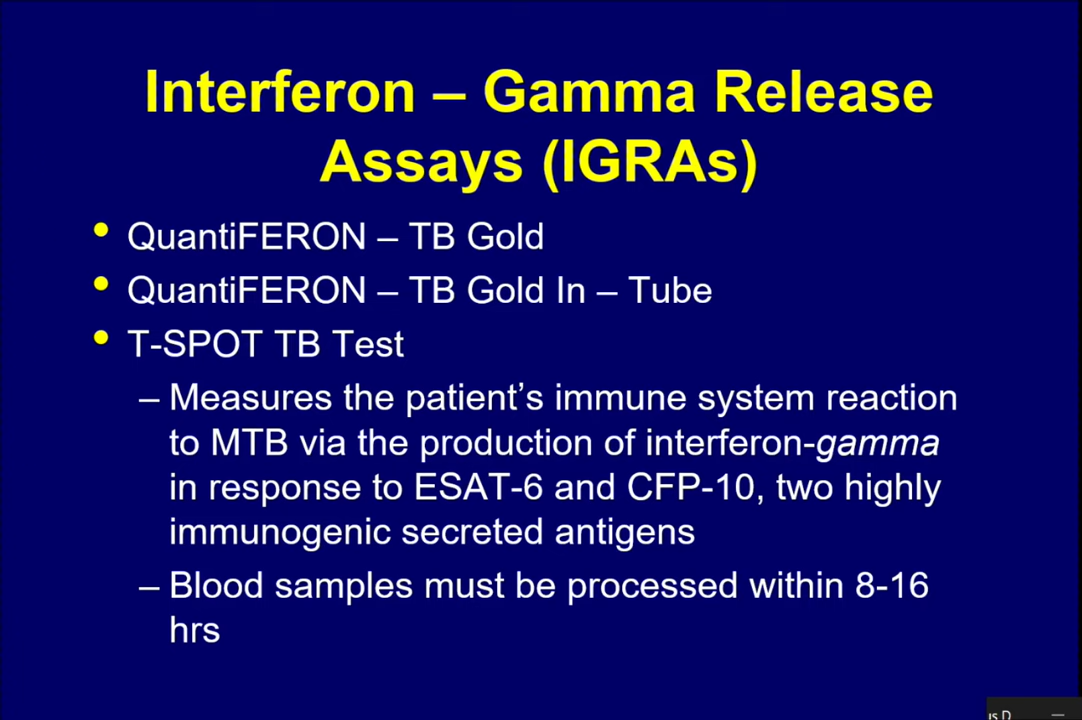 Interferon – Gamma Release
Assays (IGRAs)
• QuantiFERON – TB Gold
• QuantiFERON – TB Gold In – Tube
• T-SPOT TB Test
– Measures the patient’s immune system reaction
to MTB via the production of interferon-gamma
in response to ESAT-6 and CFP-10, two highly
immunogenic secreted antigens
– Blood samples must be processed within 8-16
hrs